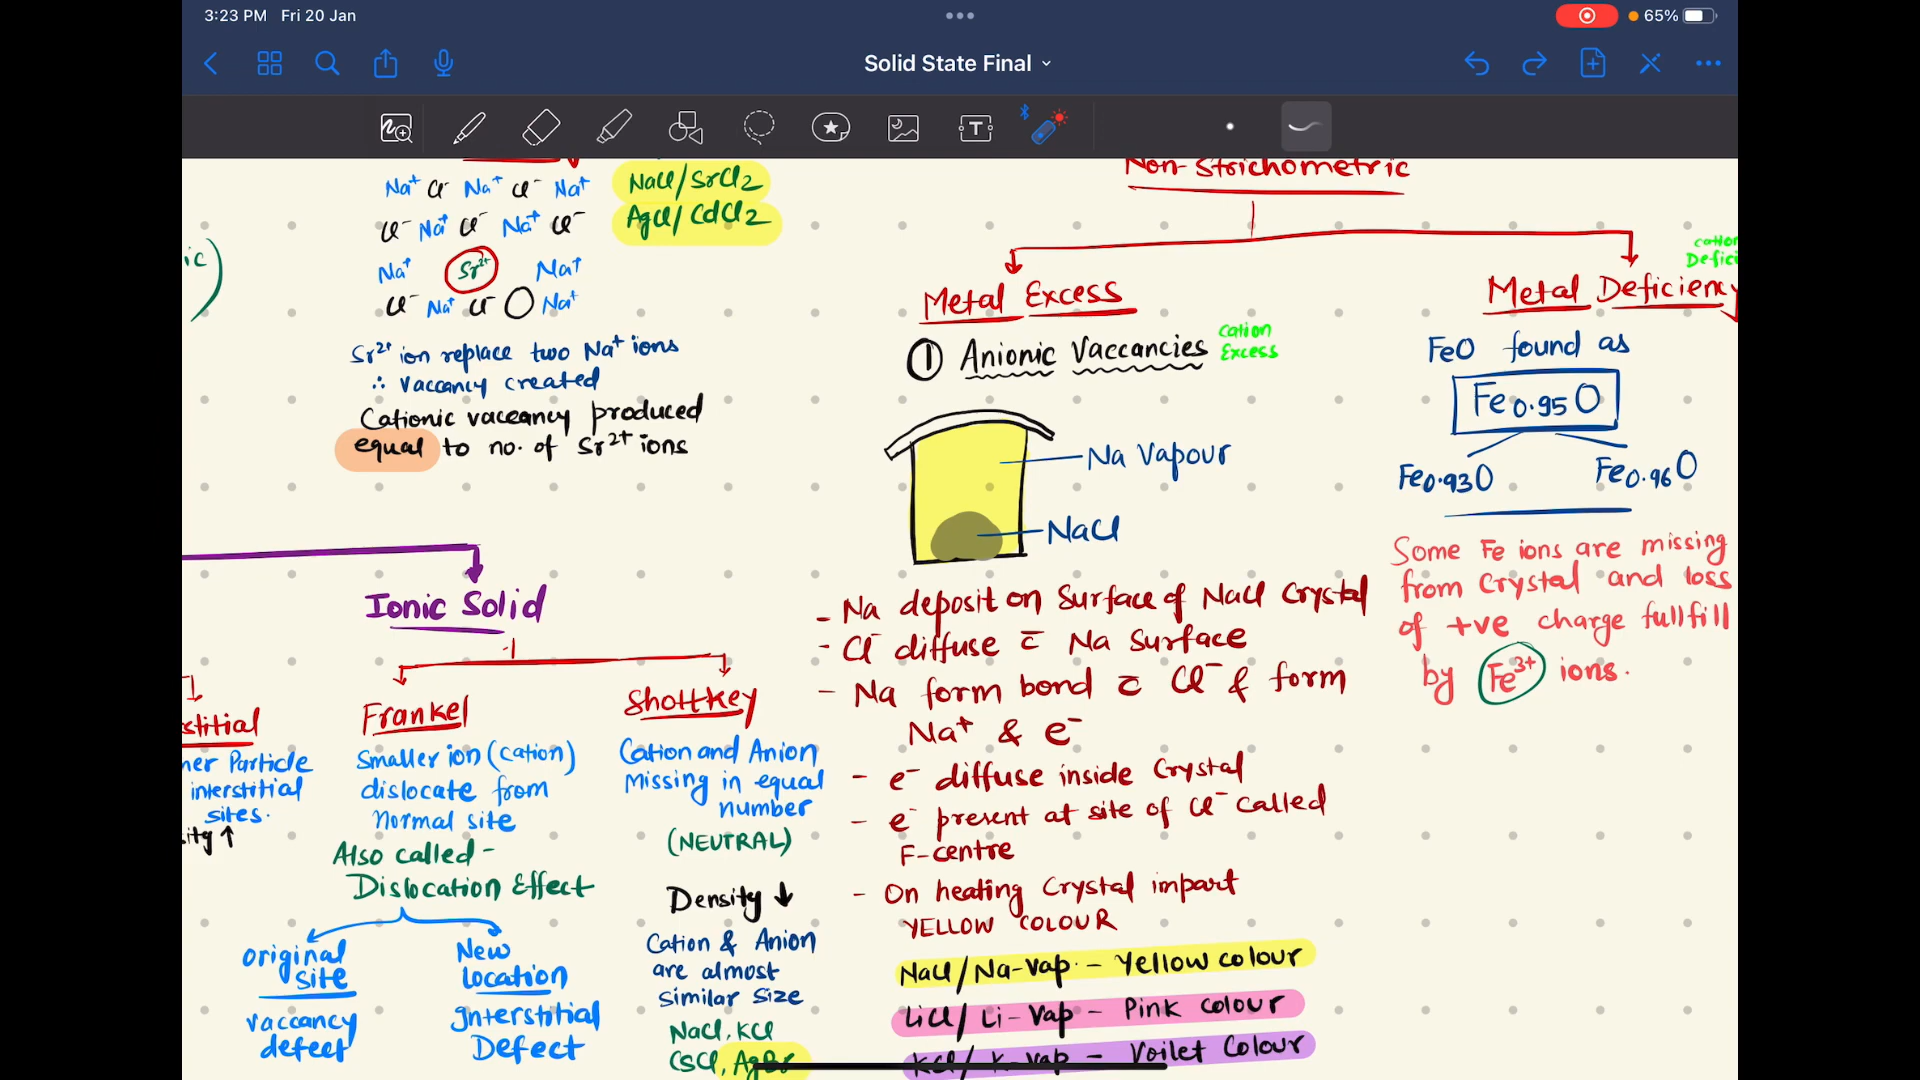 3:23 PM Fri 20 Jan
65%
Solid State Final
Na+ Cl- Na+ Cl- Na+
Cl- Na+ Cl- Na+ Cl-
Na+ Sr2+ Na+
Cl- Na+ Cl- Na+
NaCl/SrCl2
AgCl/CdCl2
Sr2+ ion replace two Na+ ions
∴ vaccancy created
Cationic vaccancy produced
equal to no. of Sr2+ ions
ic)
Ionic Solid
stitial
ner Particle
interstitial
sites.
sity ↑
Frankel
Smaller ion (cation)
dislocate from
normal site
Also called -
Dislocation Effect
original
site
vaccancy
defect
New
location
Interstitial
Defect
Shottkey
Cation and Anion
Missing in equal
number
(NEUTRAL)
Density ↓
Cation & Anion
are almost
similar size
NaCl, KCl
CsCl, AgBr
Non-Strichometric
Metal Excess
① Anionic Vaccancies
Cation
Excess
Na Vapour
NaCl
- Na deposit on Surface of NaCl Crystal
- Cl- diffuse c̄ Na Surface
- Na form bond c̄ Cl- & form
Na+ & e-
- e- diffuse inside Crystal
- e- present at site of Cl- called
F-centre
- On heating Crystal impart
YELLOW COLOUR
NaCl/Na-Vap. - Yellow colour
LiCl/Li-Vap - Pink colour
KCl/K-vap - Voilet Colour
cation
Defici
Metal Deficiency
FeO found as
Fe0.95O
Fe0.93O Fe0.96O
Some Fe ions are missing
from Crystal and loss
of +ve charge fullfill
by Fe3+ ions.